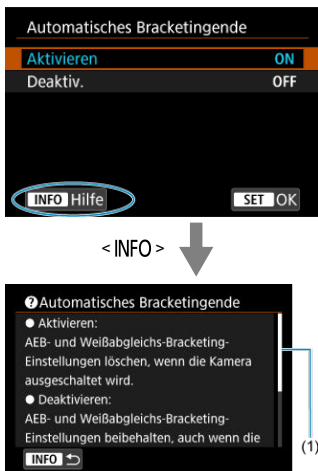 Automatisches Bracketingende
Aktivieren ON
Deaktiv. OFF
INFO Hilfe SET OK
<INFO>
?Automatisches Bracketingende
● Aktivieren:
AEB- und Weißabgleichs-Bracketing-
Einstellungen löschen, wenn die Kamera
ausgeschaltet wird.
● Deaktivieren:
AEB- und Weißabgleichs-Bracketing-
Einstellungen beibehalten, auch wenn die
INFO
(1)